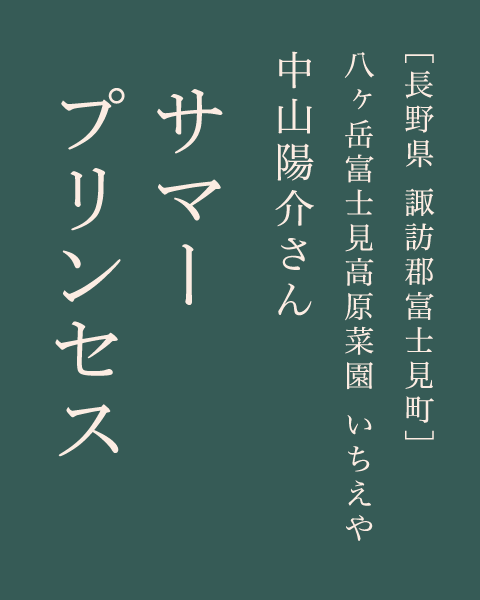 ［長野県 諏訪郡富士見町］
八ヶ岳富士見高原菜園 いちえや
中山陽介さん
サマー
プリンセス